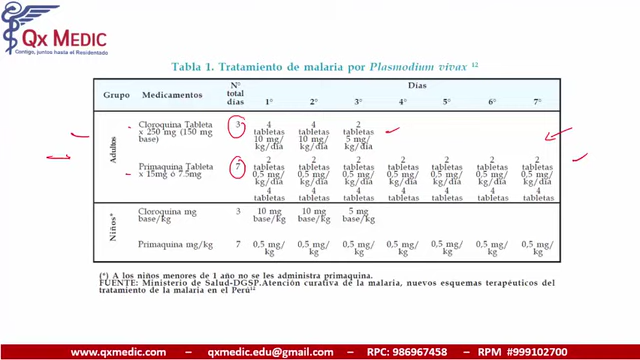 Qx MEDIC
Contigo, juntos hasta el Residentado
Tabla 1. Tratamiento de malaria por Plasmodium vivax 12
Grupo Medicamentos N° total días Días
1° 2° 3° 4° 5° 6° 7°
Adultos
Cloroquina Tableta x 250 mg (150 mg base) 3 4 tabletas 10 mg/kg/día 4 tabletas 10 mg/kg/día 2 tabletas 5 mg/kg/día
Primaquina Tableta x 15mg ó 7.5mg 7 2 tabletas 0,5 mg/kg/día 4 tabletas 2 tabletas 0,5 mg/kg/día 4 tabletas 2 tabletas 0,5 mg/kg/día 4 tabletas 2 tabletas 0,5 mg/kg/día 4 tabletas 2 tabletas 0,5 mg/kg/día 4 tabletas 2 tabletas 0,5 mg/kg/día 4 tabletas 2 tabletas 0,5 mg/kg/día 4 tabletas
Niños*
Cloroquina mg base/kg 3 10 mg base/kg 10 mg base/kg 5 mg base/kg
Primaquina mg/kg 7 0,5 mg/kg 0,5 mg/kg 0,5 mg/kg 0,5 mg/kg 0,5 mg/kg 0,5 mg/kg 0,5 mg/kg
(*) A los niños menores de 1 año no se les administra primaquina.
FUENTE: Ministerio de Salud-DGSP.Atención curativa de la malaria, nuevos esquemas terapéuticos del
tratamiento de la malaria en el Perú12
www.qxmedic.com – qxmedic.edu@gmail.com – RPC: 986967458 – RPM #999102700